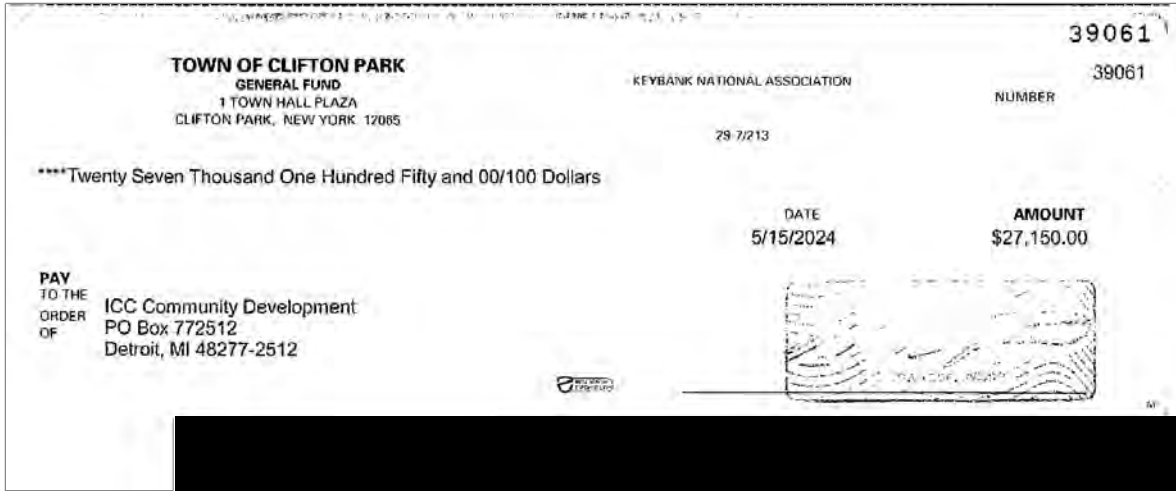 39061
TOWN OF CLIFTON PARK
GENERAL FUND
1 TOWN HALL PLAZA
CLIFTON PARK, NEW YORK 12065
KEYBANK NATIONAL ASSOCIATION
39061
NUMBER
29-7/213
****Twenty Seven Thousand One Hundred Fifty and 00/100 Dollars
DATE
AMOUNT
5/15/2024
$27,150.00
PAY
TO THE
ORDER
OF
ICC Community Development
PO Box 772512
Detroit, MI 48277-2512